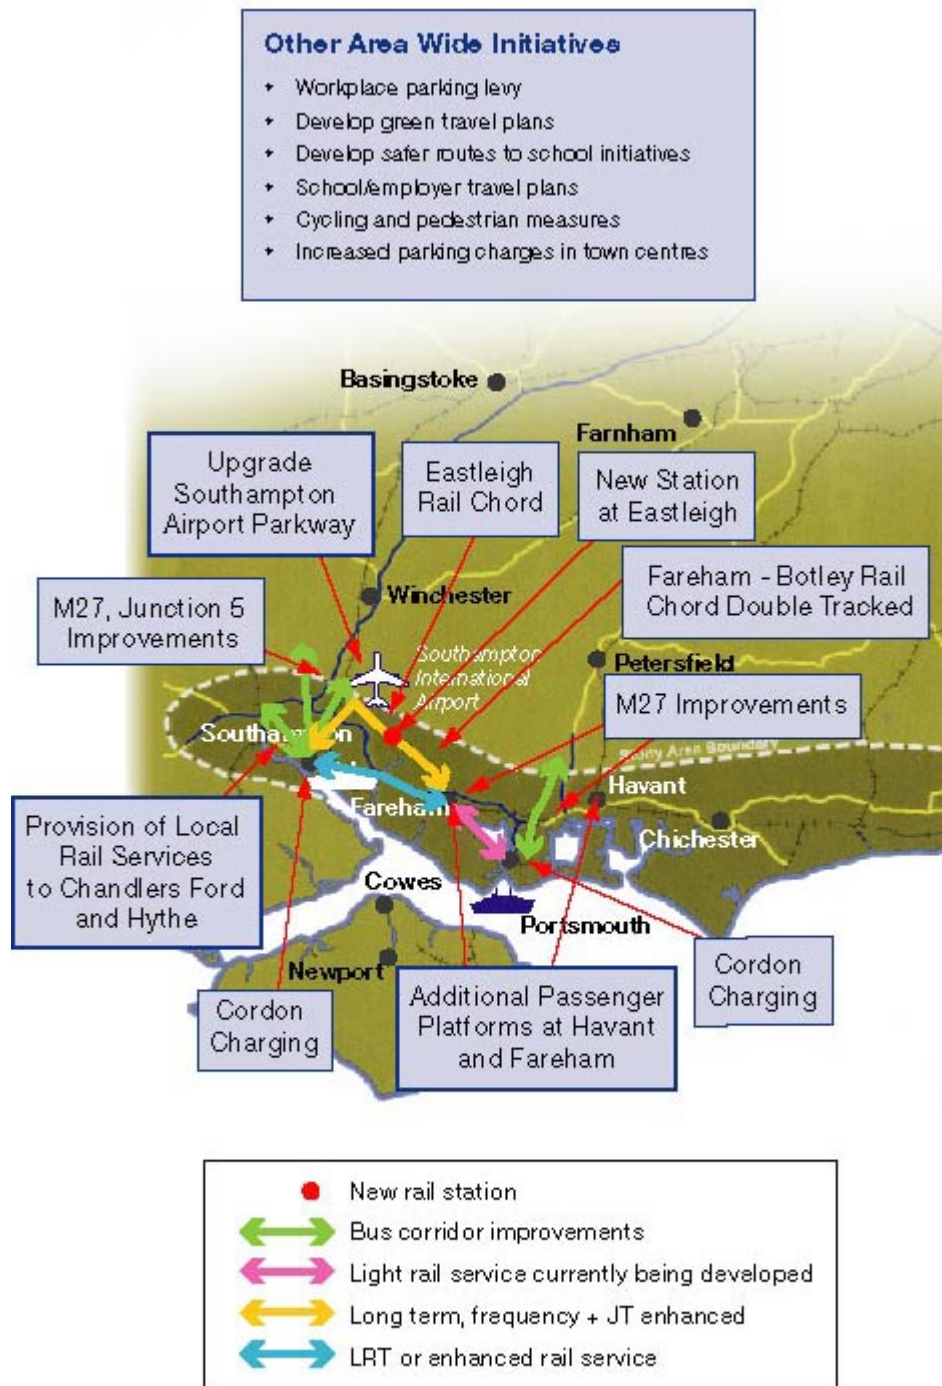 Other Area Wide Initiatives
Workplace parking levy
Develop green travel plans
Develop safer routes to school initiatives
School/employer travel plans
Cycling and pedestrian measures
Increased parking charges in town centres
Basingstoke
Farnham
Upgrade
Southampton
Airport Parkway
Eastleigh
Rail Chord
New Station
at Eastleigh
Fareham - Botley Rail
Chord Double Tracked
M27, Junction 5
Improvements
Winchester
Southampton
International
Airport
Petersfield
M27 Improvements
Southampton
Study Area Boundary
Havant
Fareham
Chichester
Provision of Local
Rail Services
to Chandlers Ford
and Hythe
Cowes
Portsmouth
Newport
Cordon
Charging
Additional Passenger
Platforms at Havant
and Fareham
Cordon
Charging
New rail station
Bus corridor improvements
Light rail service currently being developed
Long term, frequency + JT enhanced
LRT or enhanced rail service